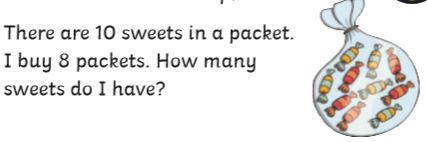 There are 10 sweets in a packet.
I buy 8 packets. How many
sweets do I have?